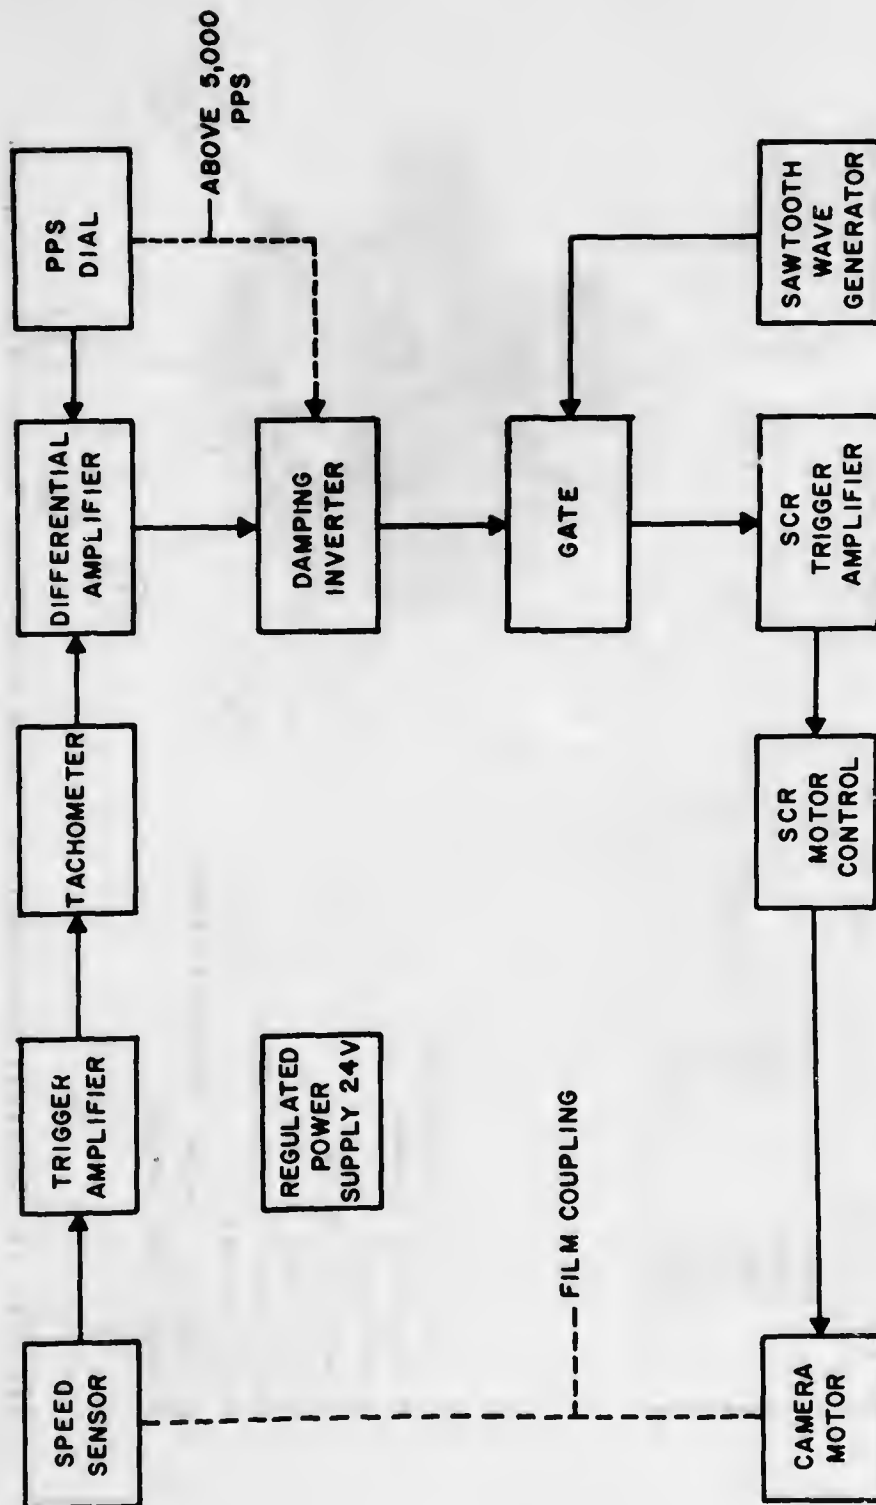 SPEED
SENSOR
TRIGGER
AMPLIFIER
TACHOMETER
DIFFERENTIAL
AMPLIFIER
PPS
DIAL
ABOVE 5,000
PPS
REGULATED
POWER
SUPPLY 24V
DAMPING
INVERTER
FILM COUPLING
GATE
CAMERA
MOTOR
SCR
MOTOR
CONTROL
SCR
TRIGGER
AMPLIFIER
SAWTOOTH
WAVE
GENERATOR